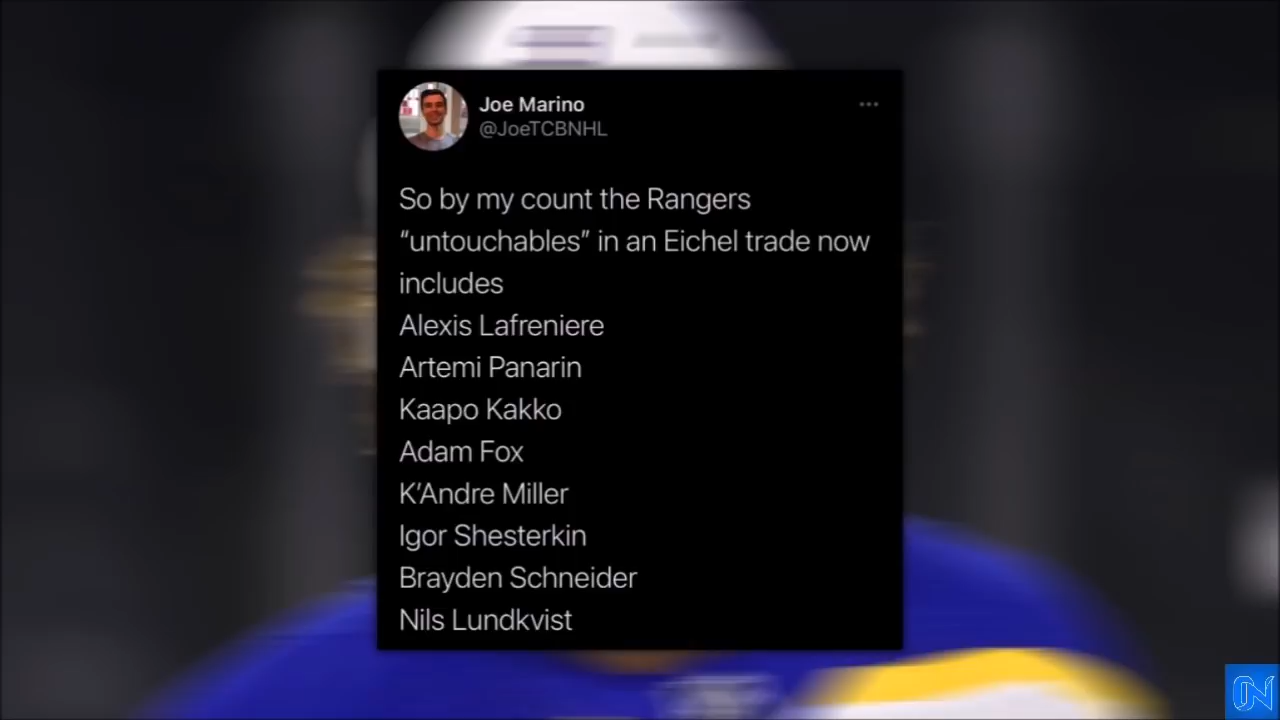 Joe Marino
@JoeTCBNHL
So by my count the Rangers
“untouchables” in an Eichel trade now
includes
Alexis Lafreniere
Artemi Panarin
Kaapo Kakko
Adam Fox
K’Andre Miller
Igor Shesterkin
Brayden Schneider
Nils Lundkvist